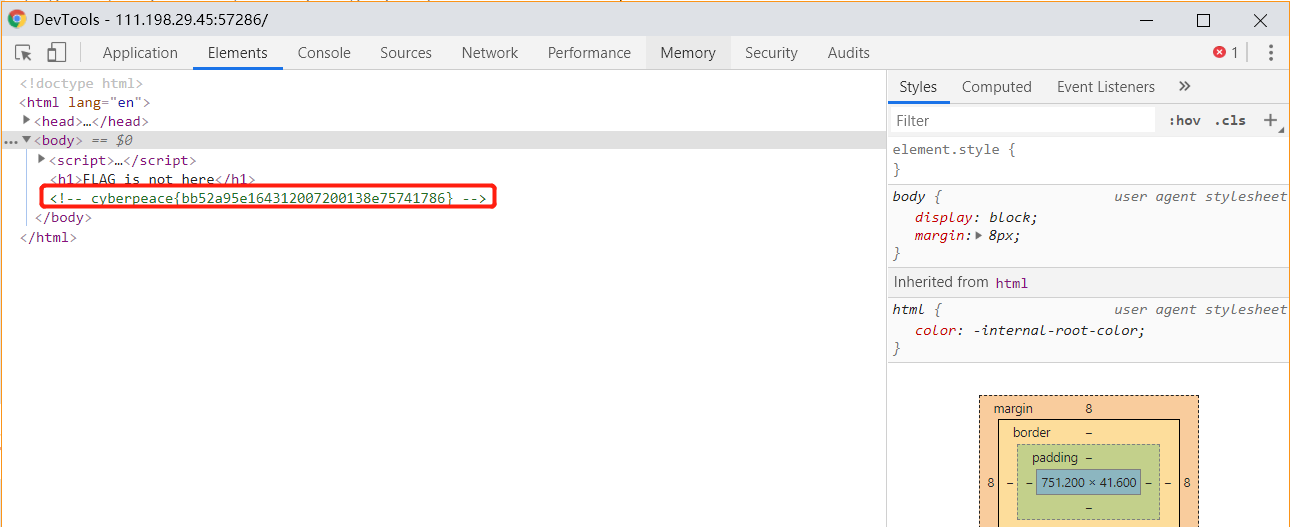 DevTools - 111.198.29.45:57286/
Application Elements Console Sources Network Performance Memory Security Audits 1
<!doctype html>
<html lang="en">
<head>…</head>
… <body> == $0
<script>…</script>
<h1>FLAG is not here</h1>
<!-- cyberpeace{bb52a95e164312007200138e75741786} -->
</body>
</html>
Styles Computed Event Listeners »
Filter :hov .cls +
element.style {
}
body { user agent stylesheet
display: block;
margin: 8px;
}
Inherited from html
html { user agent stylesheet
color: -internal-root-color;
}
margin 8
border –
padding –
8 – – 751.200 × 41.600 – – 8
–